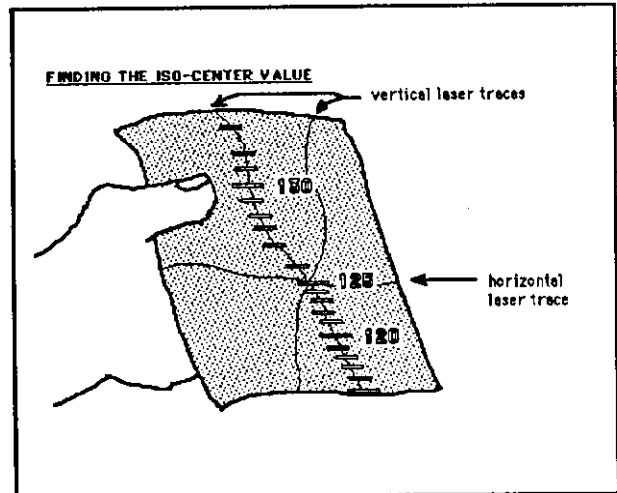 FINDING THE ISO-CENTER VALUE
vertical laser traces
130
125
horizontal
laser trace
120